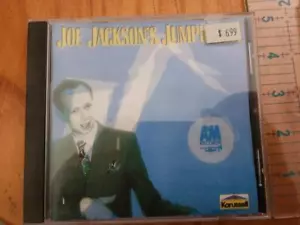 JOE JACKSON'S JUMPI
$6.99
A&M
Karussell